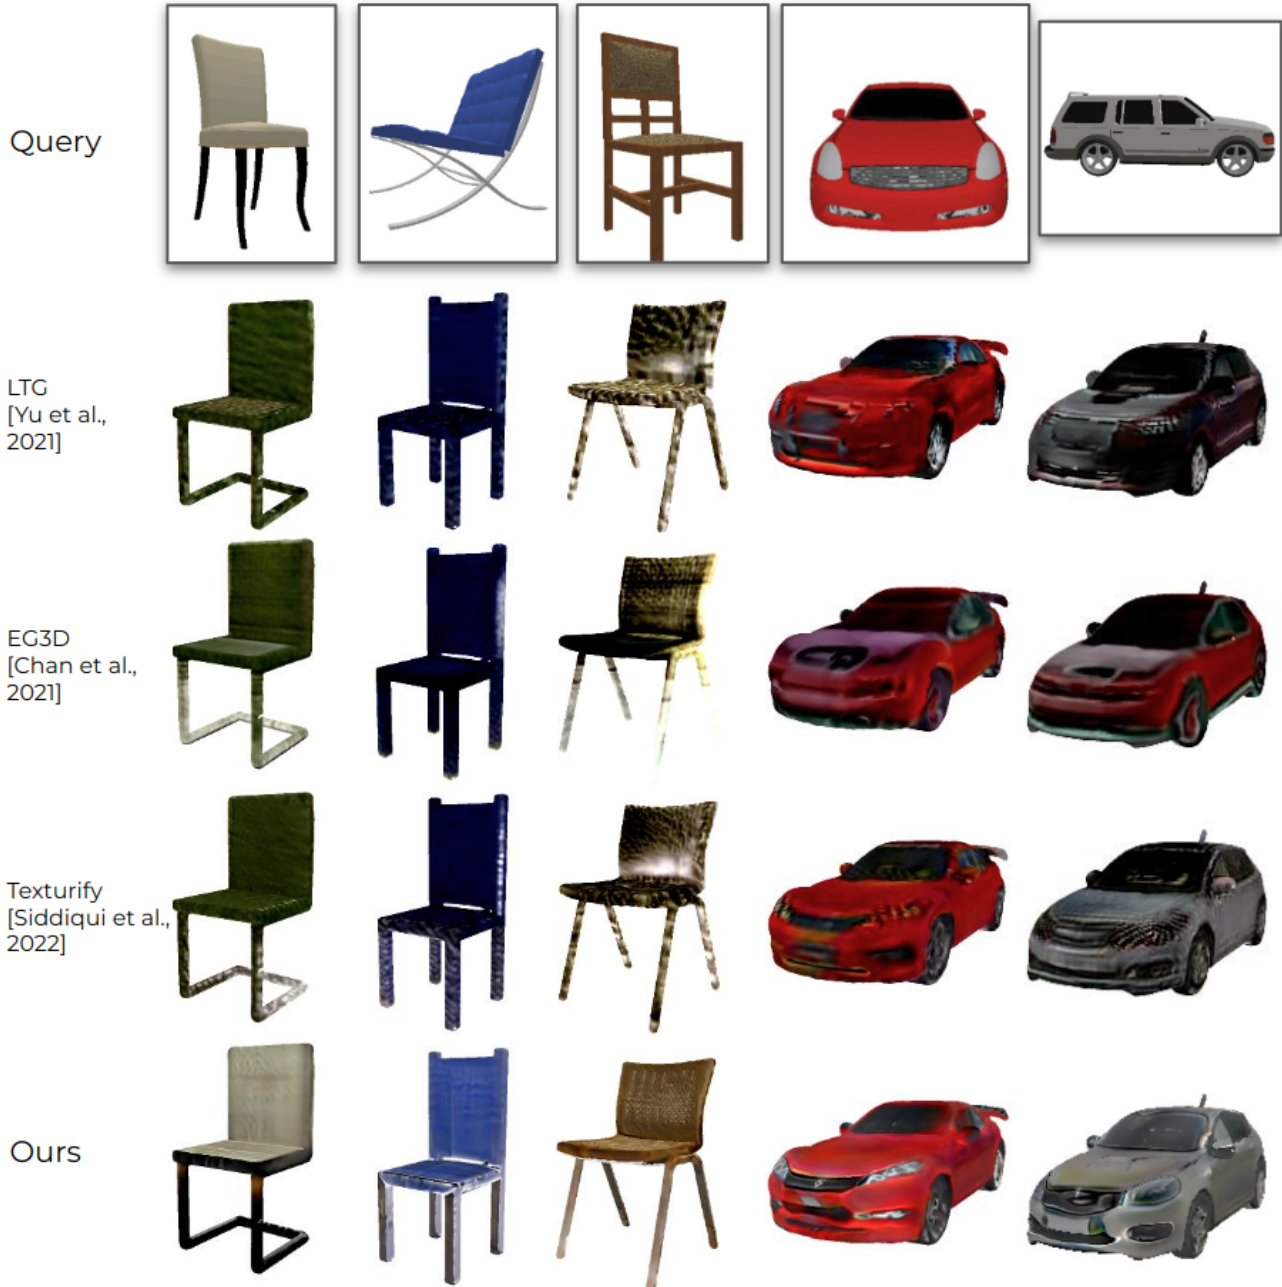 Query
LTG
[Yu et al.,
2021]
EG3D
[Chan et al.,
2021]
Texturify
[Siddiqui et al.,
2022]
Ours